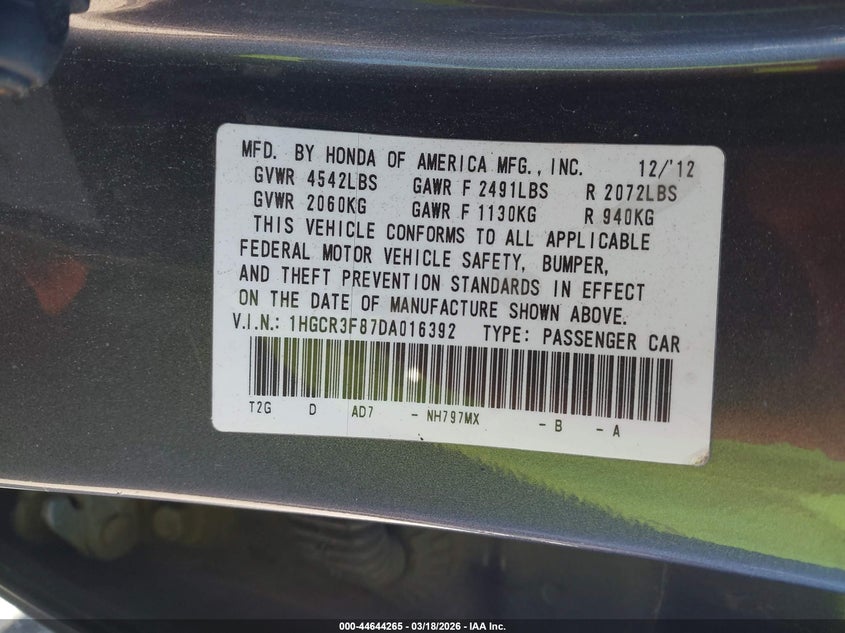 MFD. BY HONDA OF AMERICA MFG., INC. 12/'12
GVWR 4542LBS GAWR F 2491LBS R 2072LBS
GVWR 2060KG GAWR F 1130KG R 940KG
THIS VEHICLE CONFORMS TO ALL APPLICABLE
FEDERAL MOTOR VEHICLE SAFETY, BUMPER,
AND THEFT PREVENTION STANDARDS IN EFFECT
ON THE DATE OF MANUFACTURE SHOWN ABOVE.
V.I.N.: 1HGCR3F87DA016392 TYPE: PASSENGER CAR
T2G D AD7 - NH797MX - B - A
000-44644265 | 03/18/2026 - IAA Inc.